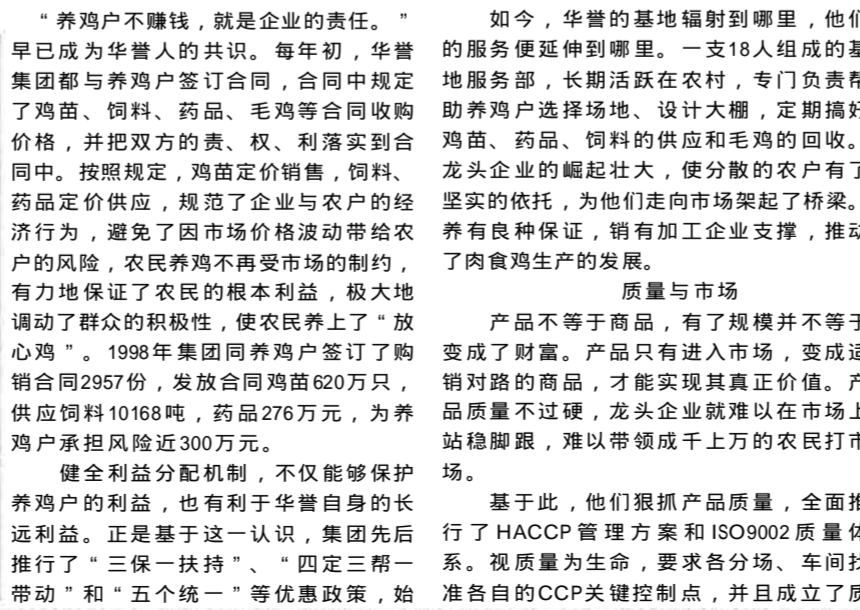 “养鸡户不赚钱，就是企业的责任。”
早已成为华誉人的共识。每年初，华誉
集团都与养鸡户签订合同，合同中规定
了鸡苗、饲料、药品、毛鸡等合同收购
价格，并把双方的责、权、利落实到合
同中。按照规定，鸡苗定价销售，饲料、
药品定价供应，规范了企业与农户的经
济行为，避免了因市场价格波动带给农
户的风险，农民养鸡不再受市场的制约，
有力地保证了农民的根本利益，极大地
调动了群众的积极性，使农民养上了“放
心鸡”。1998年集团同养鸡户签订了购
销合同2957份，发放合同鸡苗620万只，
供应饲料10168吨，药品276万元，为养
鸡户承担风险近300万元。
健全利益分配机制，不仅能够保护
养鸡户的利益，也有利于华誉自身的长
远利益。正是基于这一认识，集团先后
推行了“三保一扶持”、“四定三帮一
带动”和“五个统一”等优惠政策，始
如今，华誉的基地辐射到哪里，他们
的服务便延伸到哪里。一支18人组成的基
地服务部，长期活跃在农村，专门负责帮
助养鸡户选择场地、设计大棚，定期搞好
鸡苗、药品、饲料的供应和毛鸡的回收。
龙头企业的崛起壮大，使分散的农户有了
坚实的依托，为他们走向市场架起了桥梁。
养有良种保证，销有加工企业支撑，推动
了肉食鸡生产的发展。
质量与市场
产品不等于商品，有了规模并不等于
变成了财富。产品只有进入市场，变成适
销对路的商品，才能实现其真正价值。产
品质量不过硬，龙头企业就难以在市场上
站稳脚跟，难以带领成千上万的农民打市
场。
基于此，他们狠抓产品质量，全面推
行了HACCP管理方案和ISO9002质量体
系。视质量为生命，要求各分场、车间找
准各自的CCP关键控制点，并且成立了质